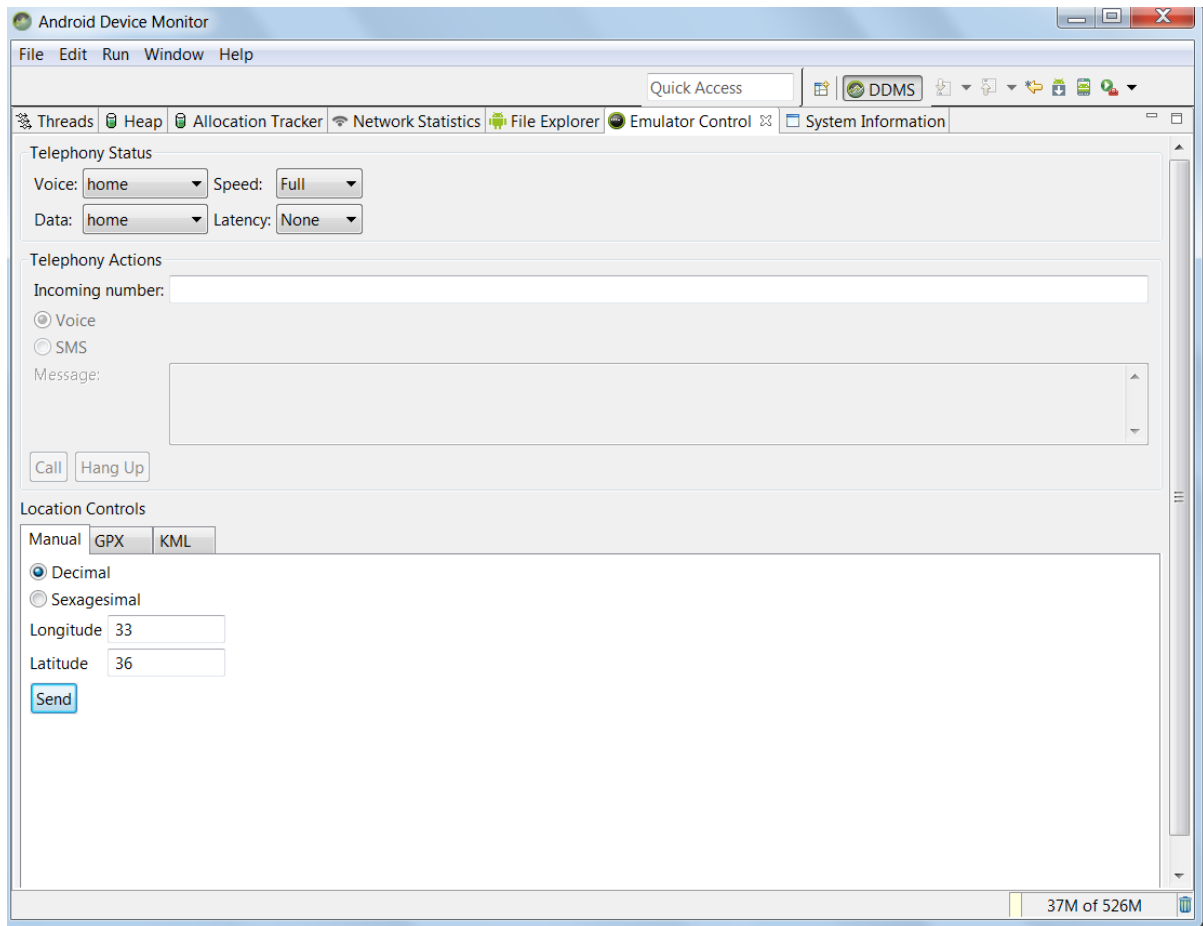 Android Device Monitor
File Edit Run Window Help
Quick Access DDMS
Threads Heap Allocation Tracker Network Statistics File Explorer Emulator Control System Information
Telephony Status
Voice: home Speed: Full
Data: home Latency: None
Telephony Actions
Incoming number:
Voice
SMS
Message:
Call Hang Up
Location Controls
Manual GPX KML
Decimal
Sexagesimal
Longitude 33
Latitude 36
Send
37M of 526M